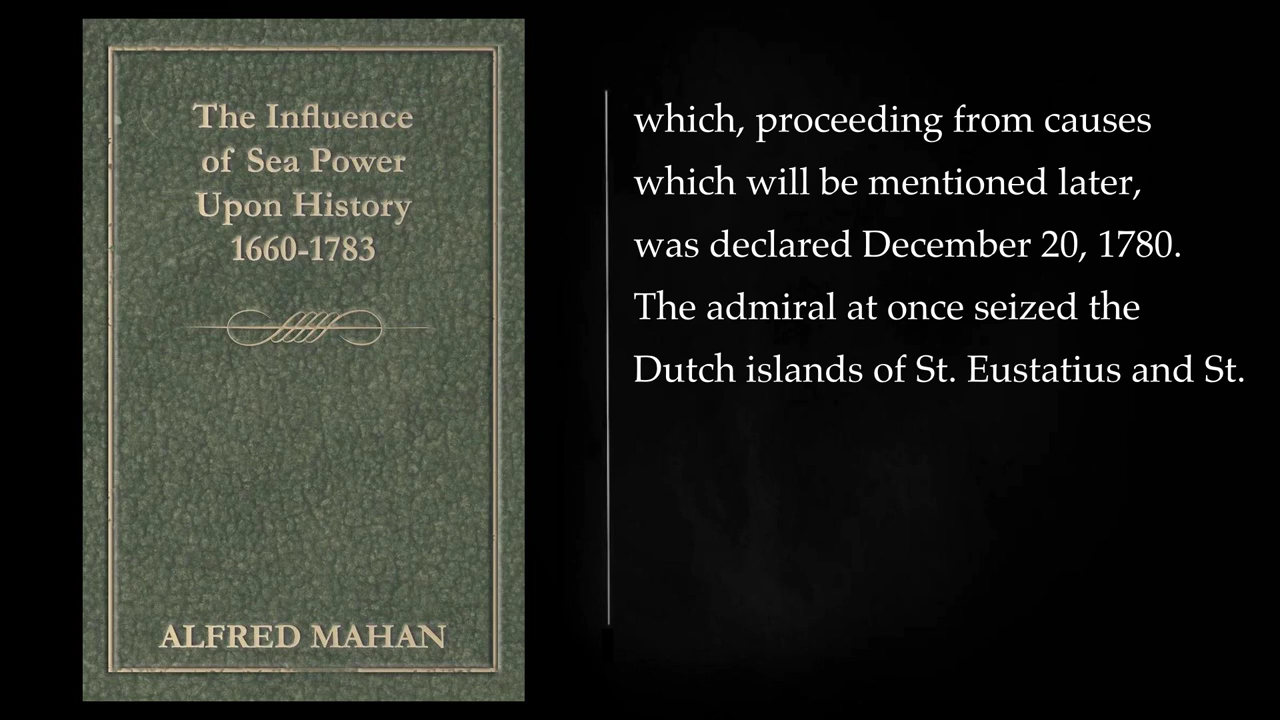 The Influence
of Sea Power
Upon History
1660-1783
ALFRED MAHAN
which, proceeding from causes
which will be mentioned later,
was declared December 20, 1780.
The admiral at once seized the
Dutch islands of St. Eustatius and St.